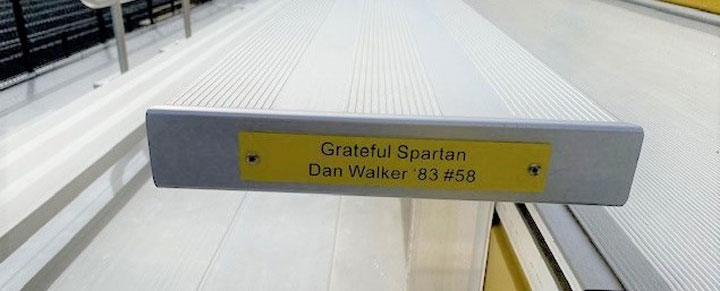 Grateful Spartan
Dan Walker '83 #58